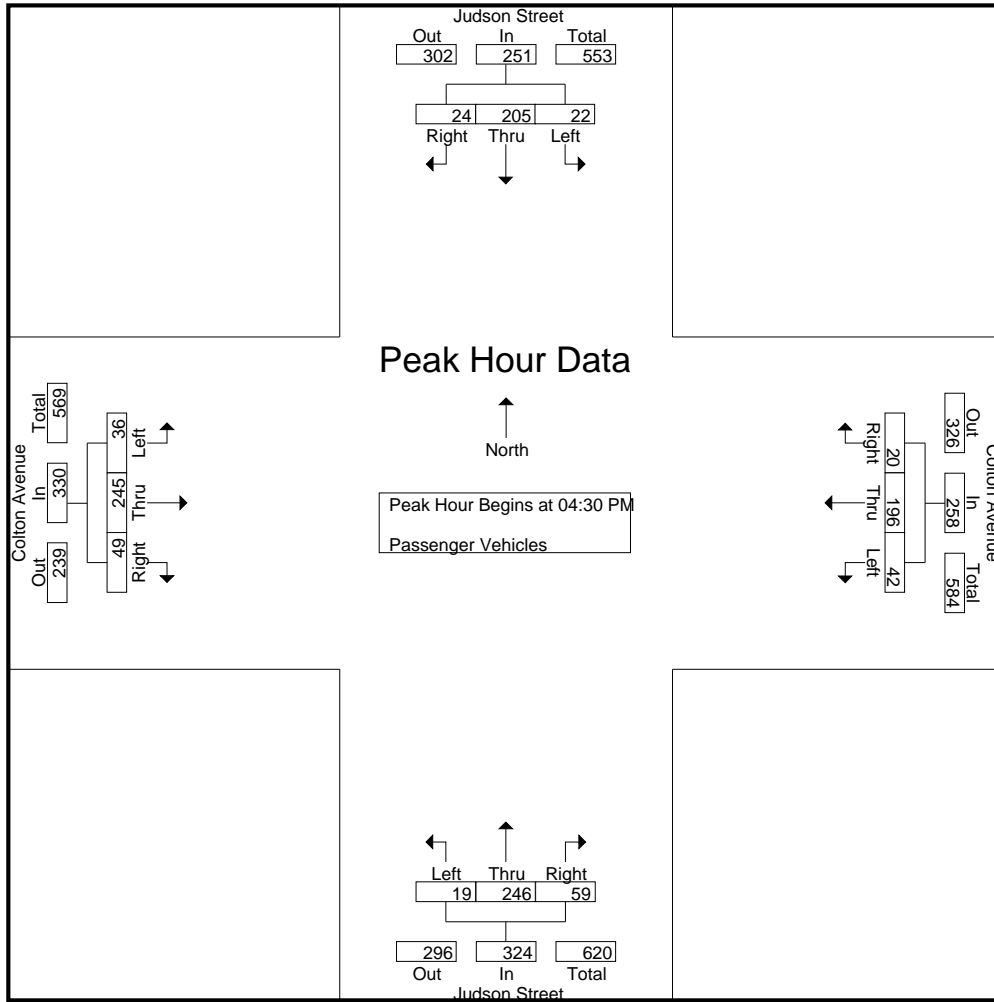 Judson Street
Out In Total
302 251 553
24 205 22
Right Thru Left
Peak Hour Data
North
Peak Hour Begins at 04:30 PM
Passenger Vehicles
Colton Avenue
Total In Out
569 330 239
36 245 49
Left Thru Right
Right Thru Left
20 196 42
326 258 584
Out In Total
Colton Avenue
Left Thru Right
19 246 59
296 324 620
Out In Total
Judson Street